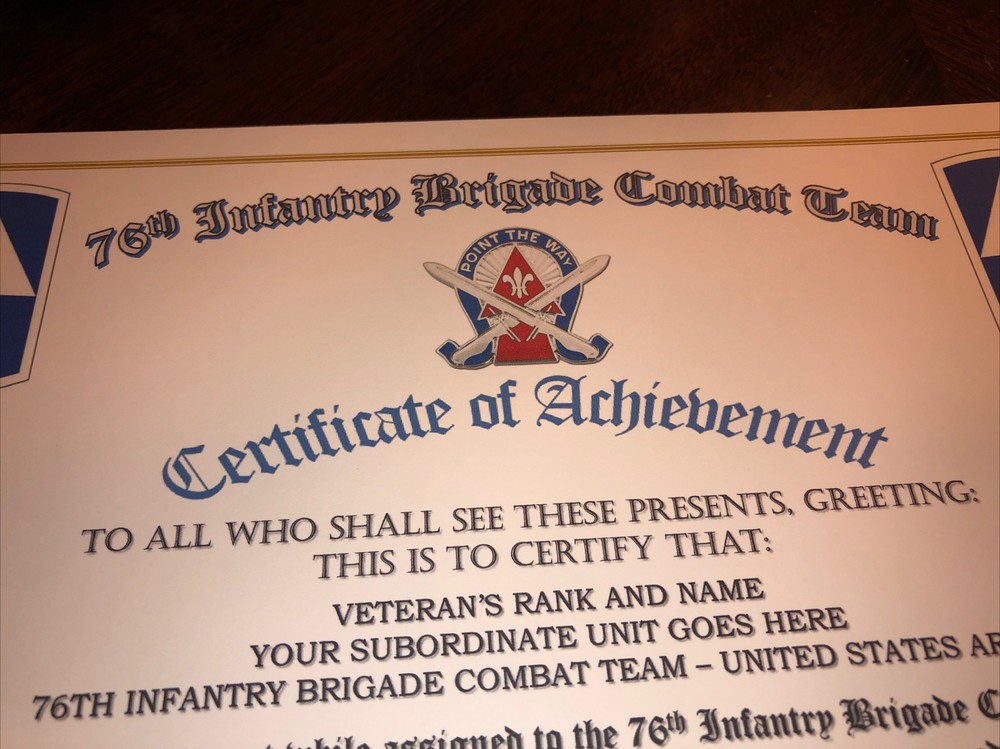 76th Infantry Brigade Combat Team
POINT THE WAY
Certificate of Achievement
TO ALL WHO SHALL SEE THESE PRESENTS, GREETING:
THIS IS TO CERTIFY THAT:
VETERAN'S RANK AND NAME
YOUR SUBORDINATE UNIT GOES HERE
76TH INFANTRY BRIGADE COMBAT TEAM – UNITED STATES AR
while assigned to the 76th Infantry Brigade C